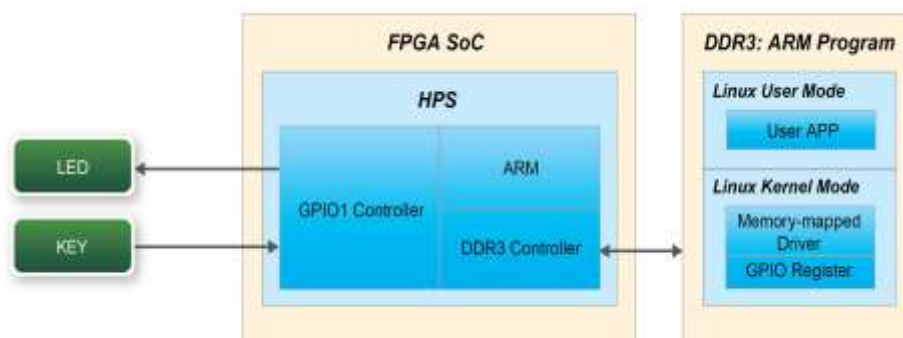 FPGA SoC
HPS
LED
KEY
GPIO1 Controller
ARM
DDR3 Controller
DDR3: ARM Program
Linux User Mode
User APP
Linux Kernel Mode
Memory-mapped
Driver
GPIO Register